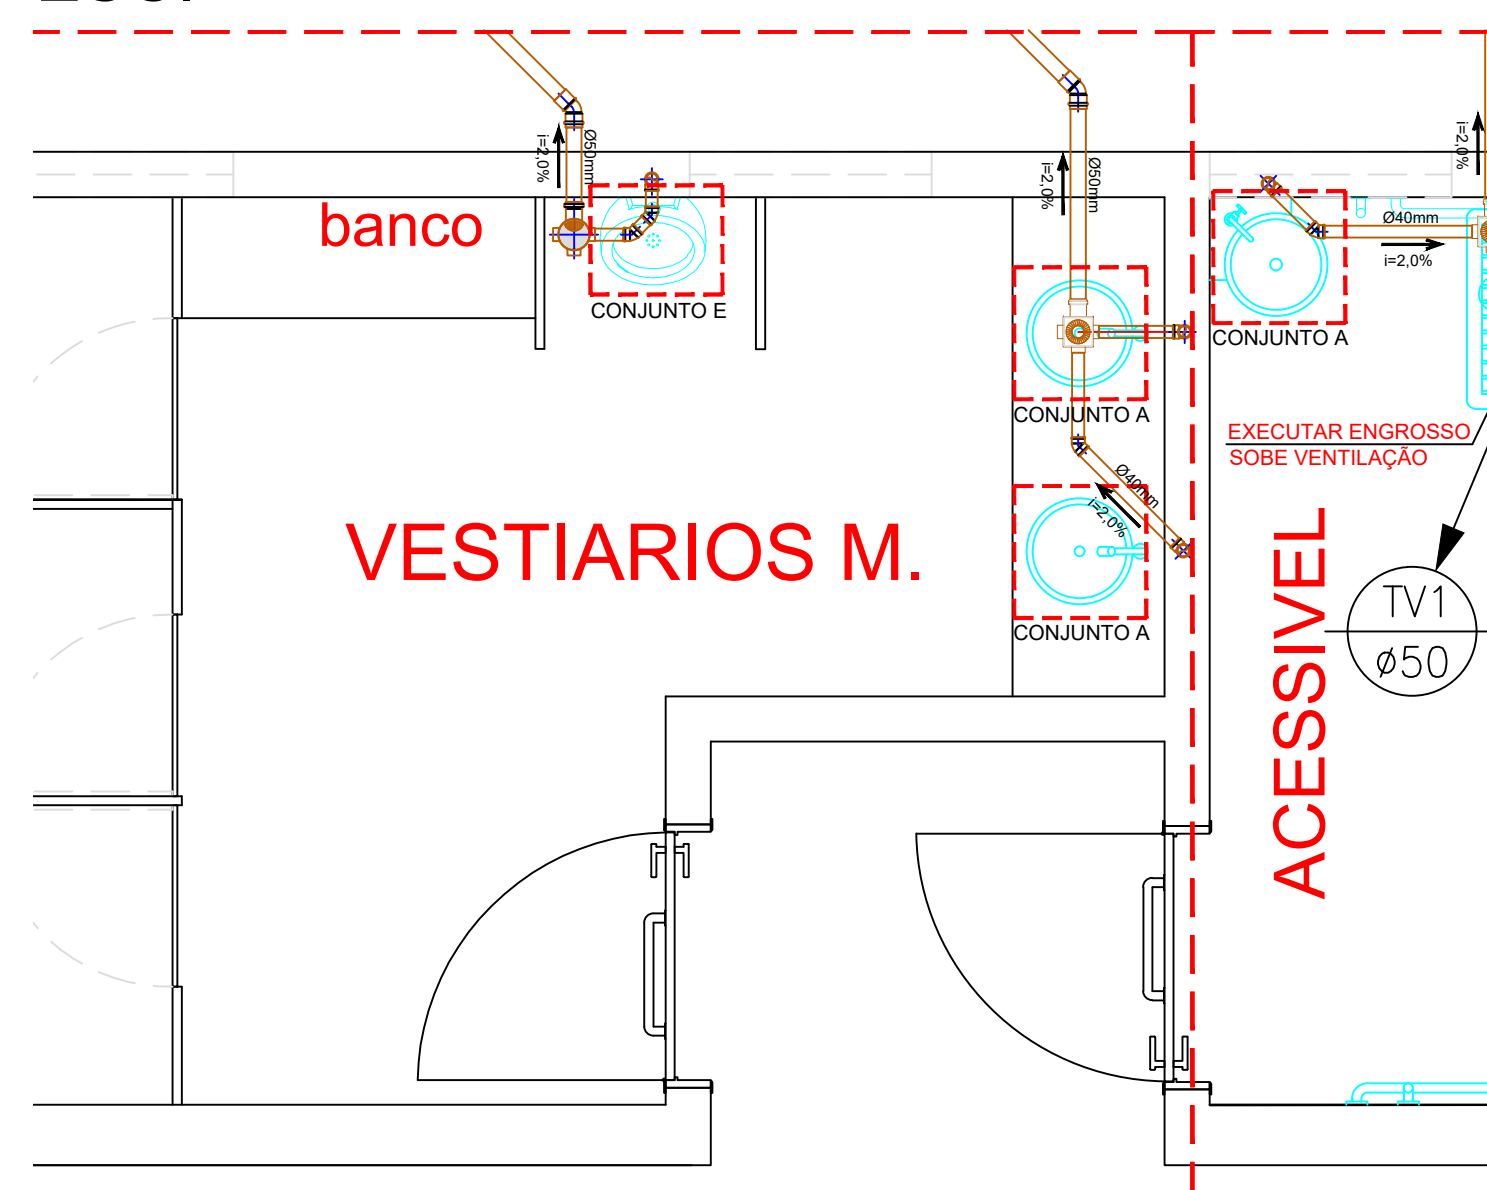 i=2,0%
Ø50mm
i=2,0%
Ø50mm
i=2,0%
banco
CONJUNTO E
Ø40mm
i=2,0%
CONJUNTO A
CONJUNTO A
EXECUTAR ENGROSSO
SOBE VENTILAÇÃO
Ø40mm
i=2,0%
VESTIARIOS M.
ACESSIVEL
TV1
Ø50
CONJUNTO A